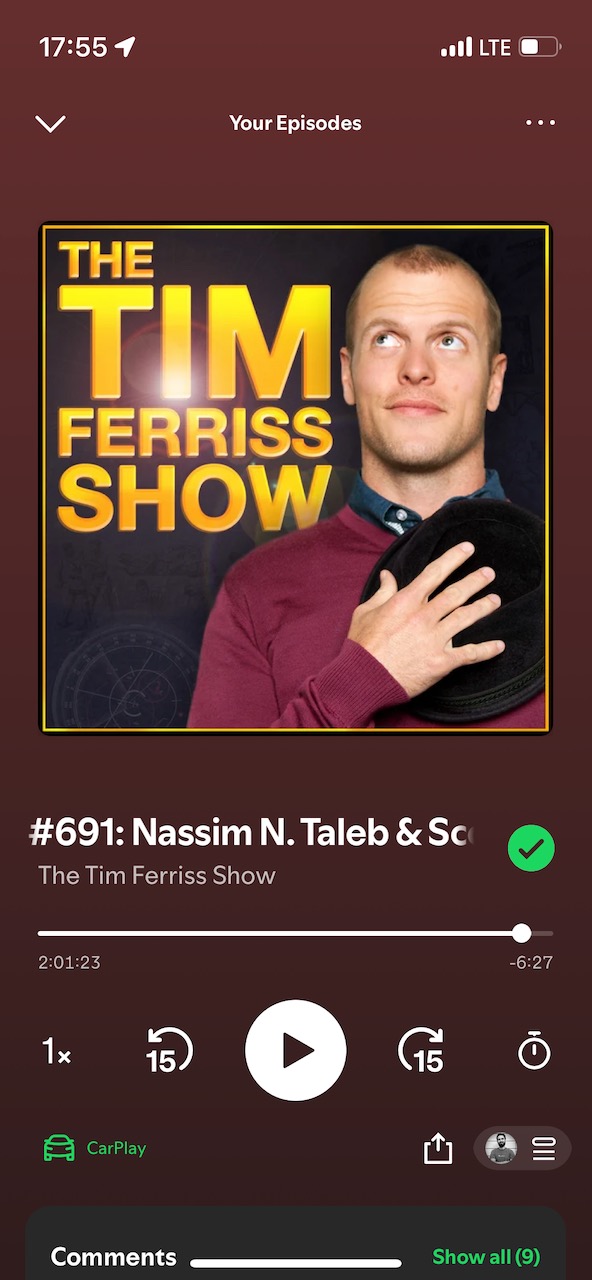 17:55 LTE
Your Episodes
THE
TIM
FERRISS
SHOW
#691: Nassim N. Taleb & Sc
The Tim Ferriss Show
2:01:23 -6:27
1x 15 15
CarPlay
Comments Show all (9)